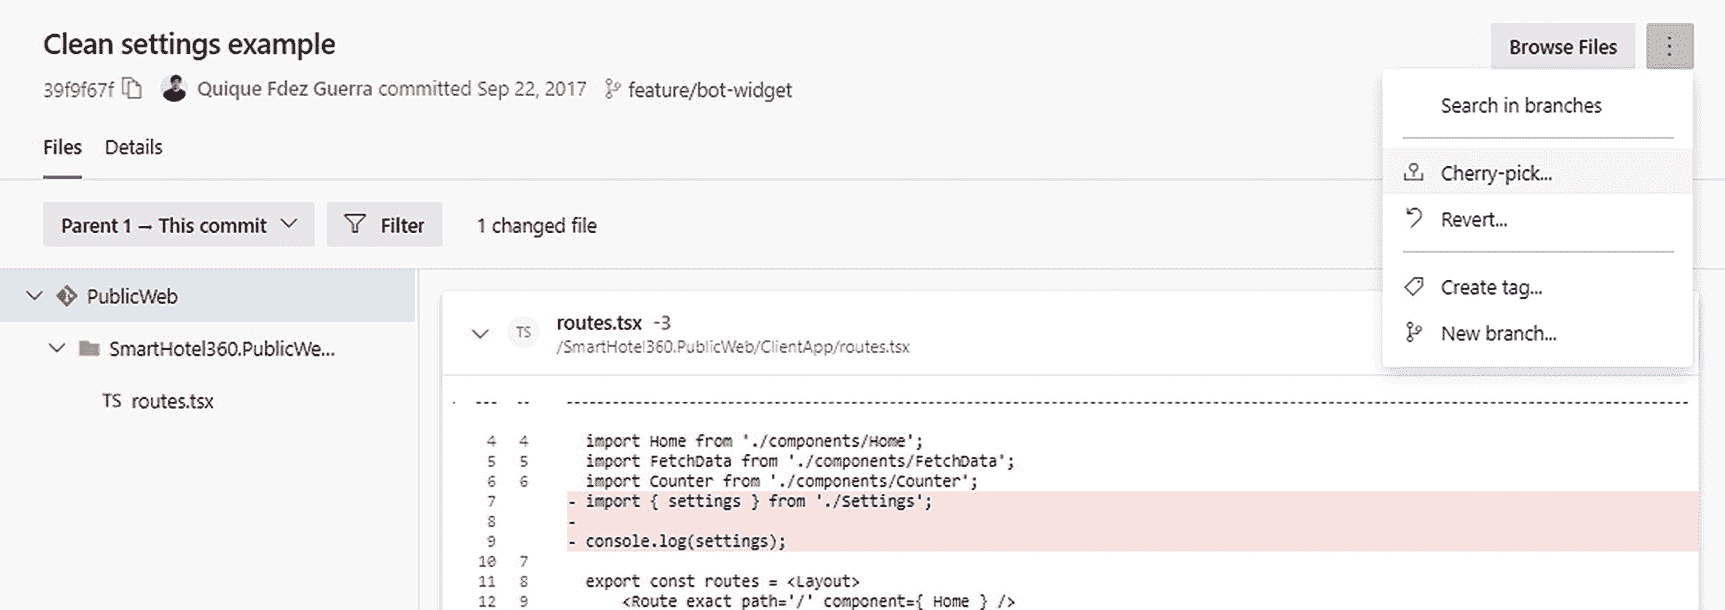 Clean settings example
Browse Files
39f9f67f Quique Fdez Guerra committed Sep 22, 2017 feature/bot-widget
Search in branches
Cherry-pick...
Revert...
Create tag...
New branch...
Files Details
Parent 1 → This commit Filter 1 changed file
PublicWeb
SmartHotel360.PublicWe...
TS routes.tsx
TS routes.tsx -3
/SmartHotel360.PublicWeb/ClientApp/routes.tsx
4 4 import Home from './components/Home';
5 5 import FetchData from './components/FetchData';
6 6 import Counter from './components/Counter';
7 - import { settings } from './Settings';
8 -
9 - console.log(settings);
10 7
11 8 export const routes = <Layout>
12 9 <Route exact path='/' component={ Home } />